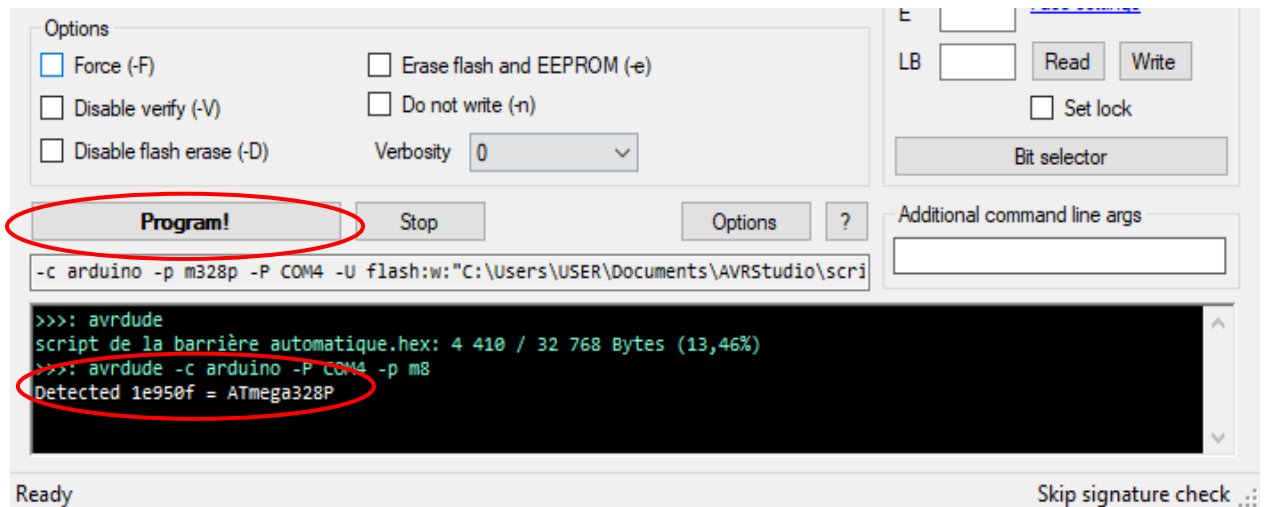 Options
Force (-F)
Erase flash and EEPROM (-e)
Disable verify (-V)
Do not write (-n)
Disable flash erase (-D)
Verbosity 0
E
LB
Read
Write
Set lock
Bit selector
Program!
Stop
Options
?
Additional command line args
-c arduino -p m328p -P COM4 -U flash:w:"C:\Users\USER\Documents\AVRStudio\scri
>>>: avrdude
script de la barrière automatique.hex: 4 410 / 32 768 Bytes (13,46%)
>>>: avrdude -c arduino -P COM4 -p m8
Detected 1e950f = ATmega328P
Ready
Skip signature check